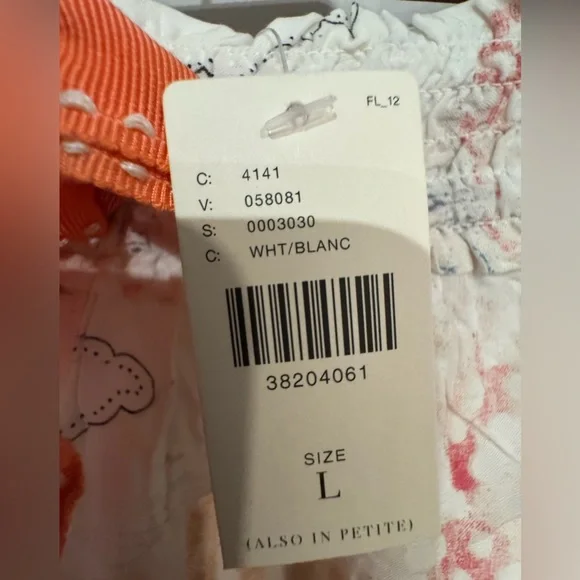 FL_12
C: 4141
V: 058081
S: 0003030
C: WHT/BLANC
38204061
SIZE
L
(ALSO IN PETITE)